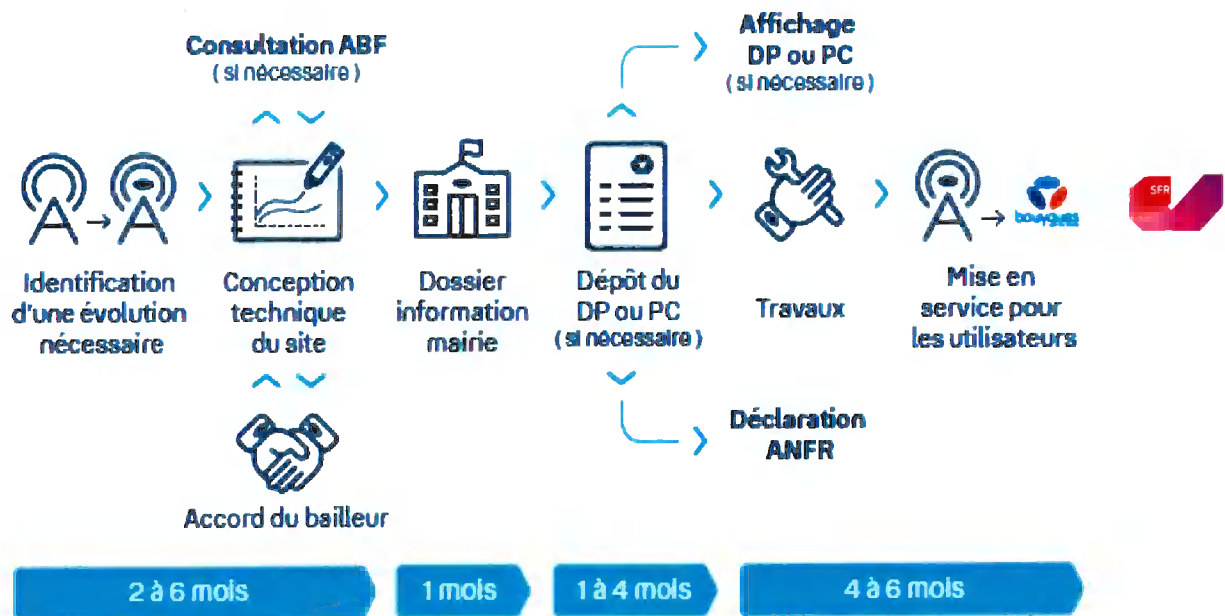 Consultation ABF
( si nécessaire )
Affichage
DP ou PC
( si nécessaire )
Identification
d'une évolution
nécessaire
Conception
technique
du site
Dossier
information
mairie
Dépôt du
DP ou PC
( si nécessaire )
Travaux
Mise en
service pour
les utilisateurs
bouygues
SFR
Accord du bailleur
Déclaration
ANFR
2 à 6 mois
1 mois
1 à 4 mois
4 à 6 mois